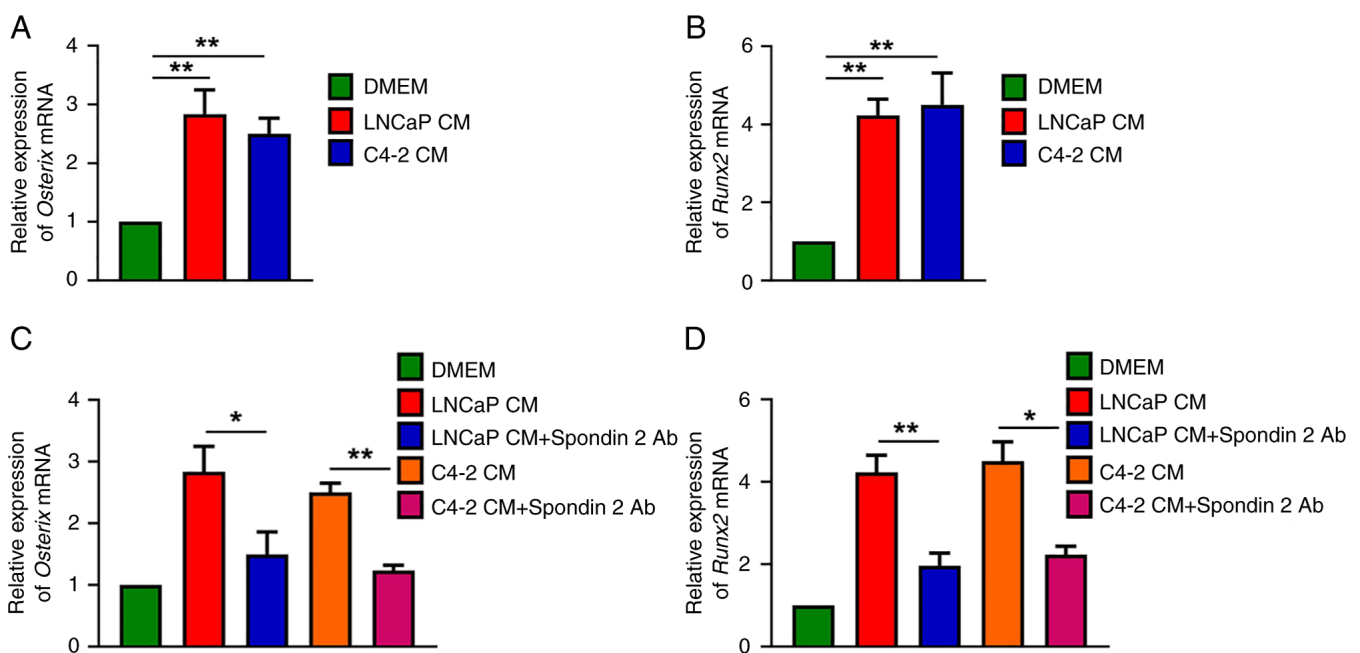 A
Relative expression
of Osterix mRNA
4
3
2
1
0
**
**
DMEM
LNCaP CM
C4-2 CM
B
Relative expression
of Runx2 mRNA
6
4
2
0
**
**
DMEM
LNCaP CM
C4-2 CM
C
Relative expression
of Osterix mRNA
4
3
2
1
0
*
**
DMEM
LNCaP CM
LNCaP CM+Spondin 2 Ab
C4-2 CM
C4-2 CM+Spondin 2 Ab
D
Relative expression
of Runx2 mRNA
6
4
2
0
**
*
DMEM
LNCaP CM
LNCaP CM+Spondin 2 Ab
C4-2 CM
C4-2 CM+Spondin 2 Ab